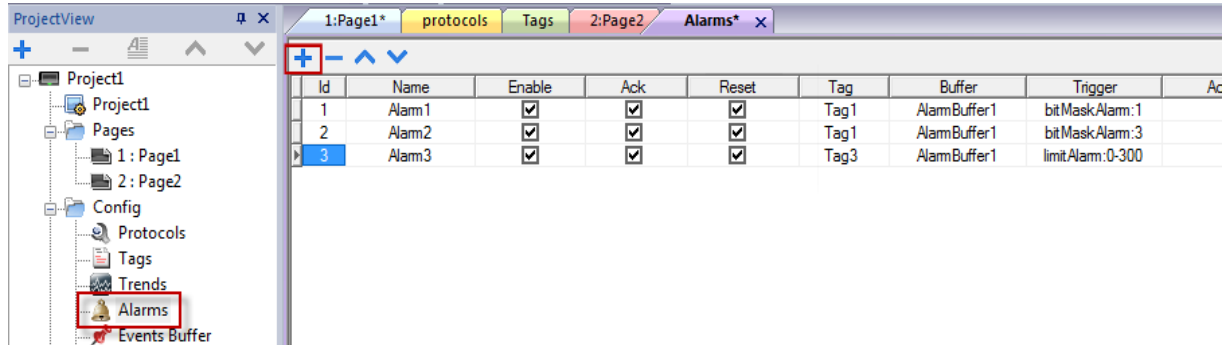 ProjectView
Project1
Project1
Pages
1 : Page1
2 : Page2
Config
Protocols
Tags
Trends
Alarms
Events Buffer
1:Page1* protocols Tags 2:Page2 Alarms*
Id Name Enable Ack Reset Tag Buffer Trigger
1 Alarm1 Tag1 AlarmBuffer1 bitMaskAlarm:1
2 Alarm2 Tag1 AlarmBuffer1 bitMaskAlarm:3
3 Alarm3 Tag3 AlarmBuffer1 limitAlarm:0-300